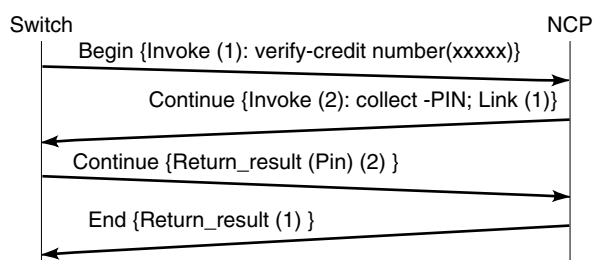 Switch
NCP
Begin {Invoke (1): verify-credit number(xxxxx)}
Continue {Invoke (2): collect -PIN; Link (1)}
Continue {Return_result (Pin) (2) }
End {Return_result (1) }